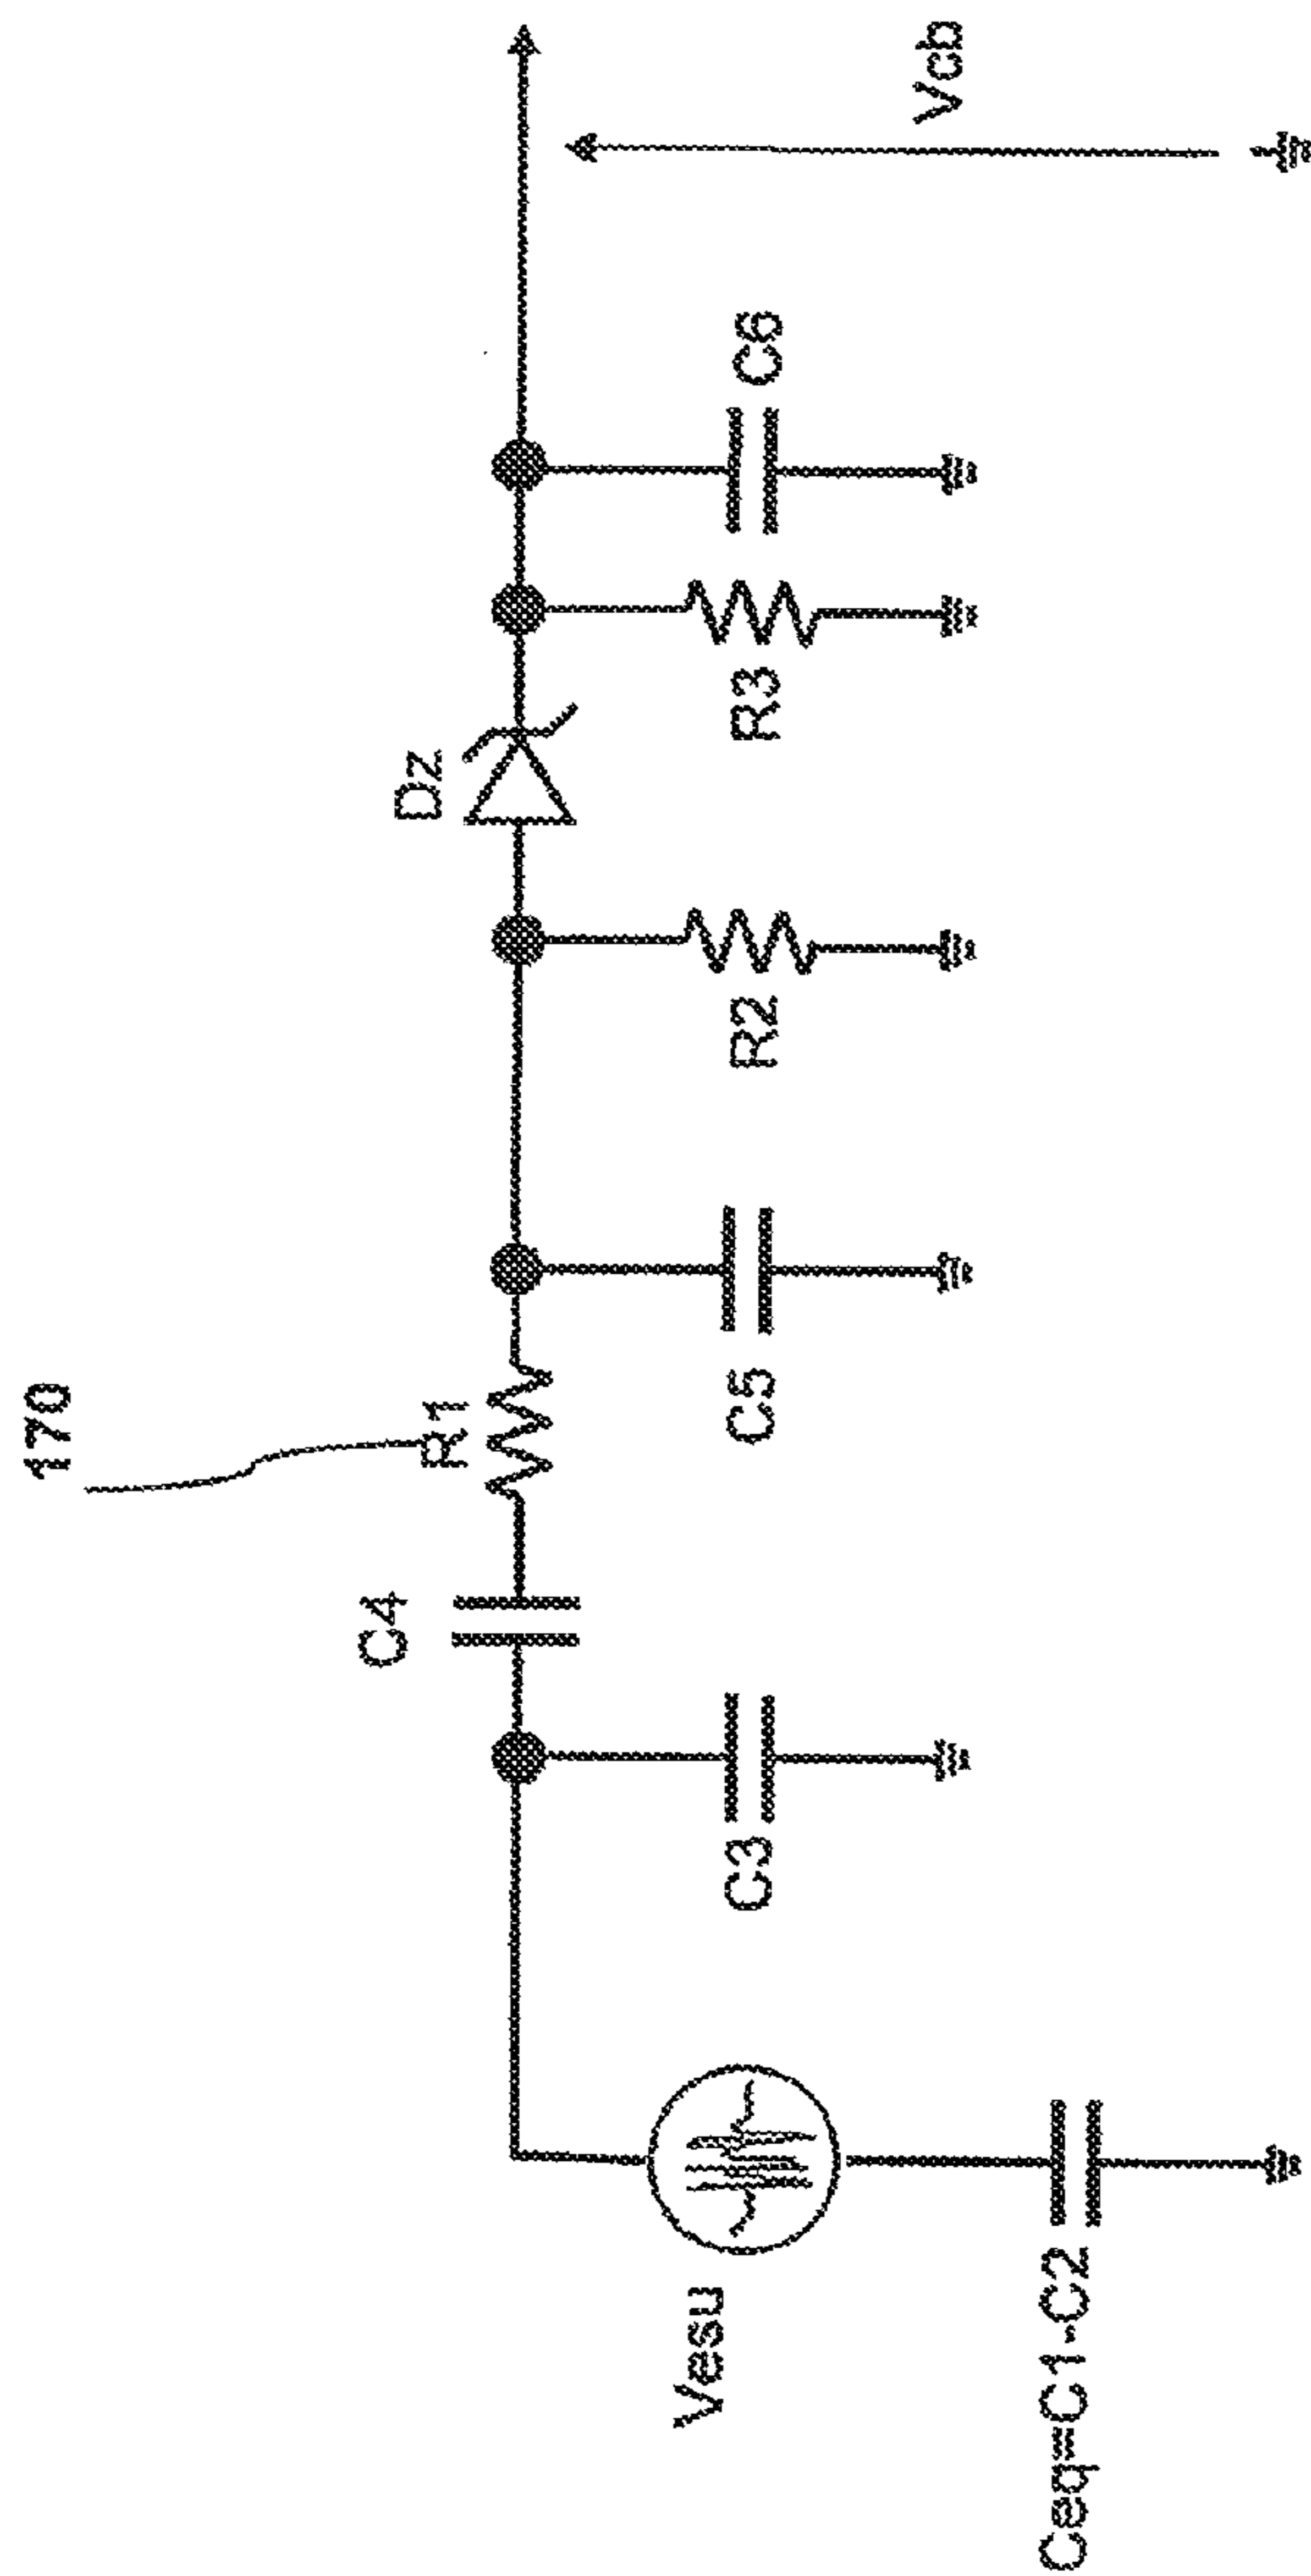 170
C4
R1
Dz
Vesu
C3
C5
R2
R3
C6
Vcb
Ceq=C1-C2